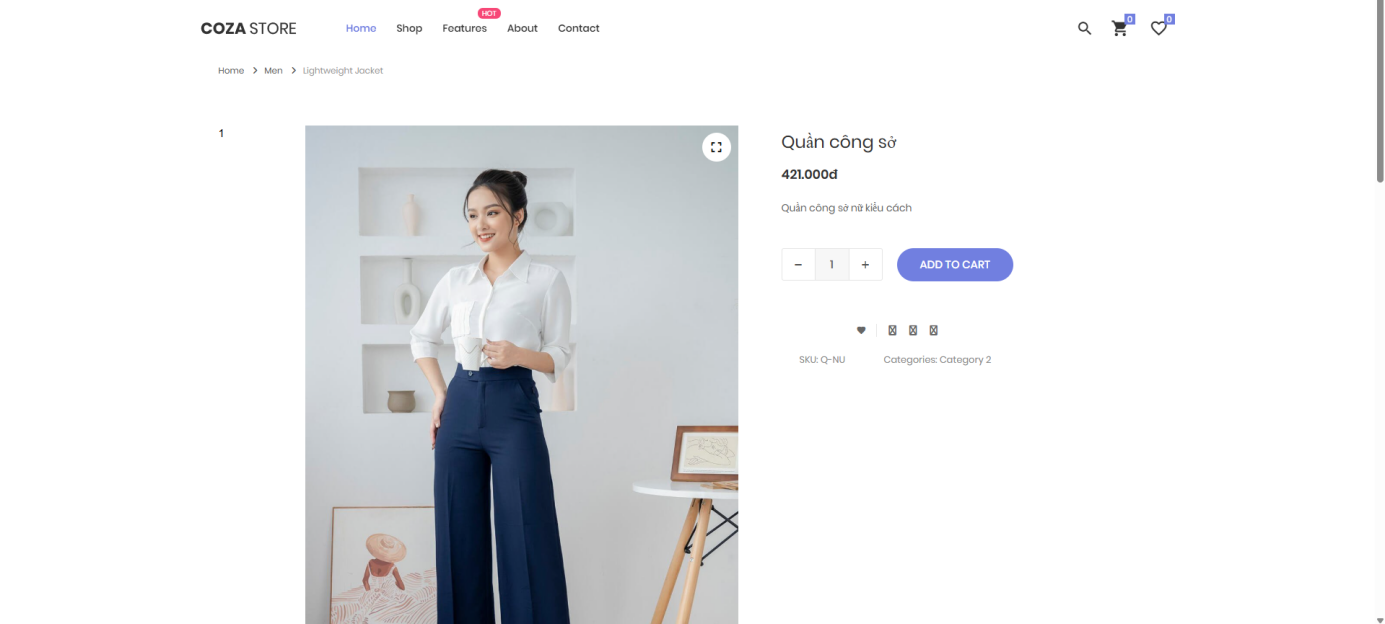 COZA STORE
Home Shop Features HOT About Contact
0 0
Home > Men > Lightweight Jacket
1
Quần công sở
421.000đ
Quần công sở nữ kiểu cách
− 1 + ADD TO CART
SKU: Q-NU Categories: Category 2